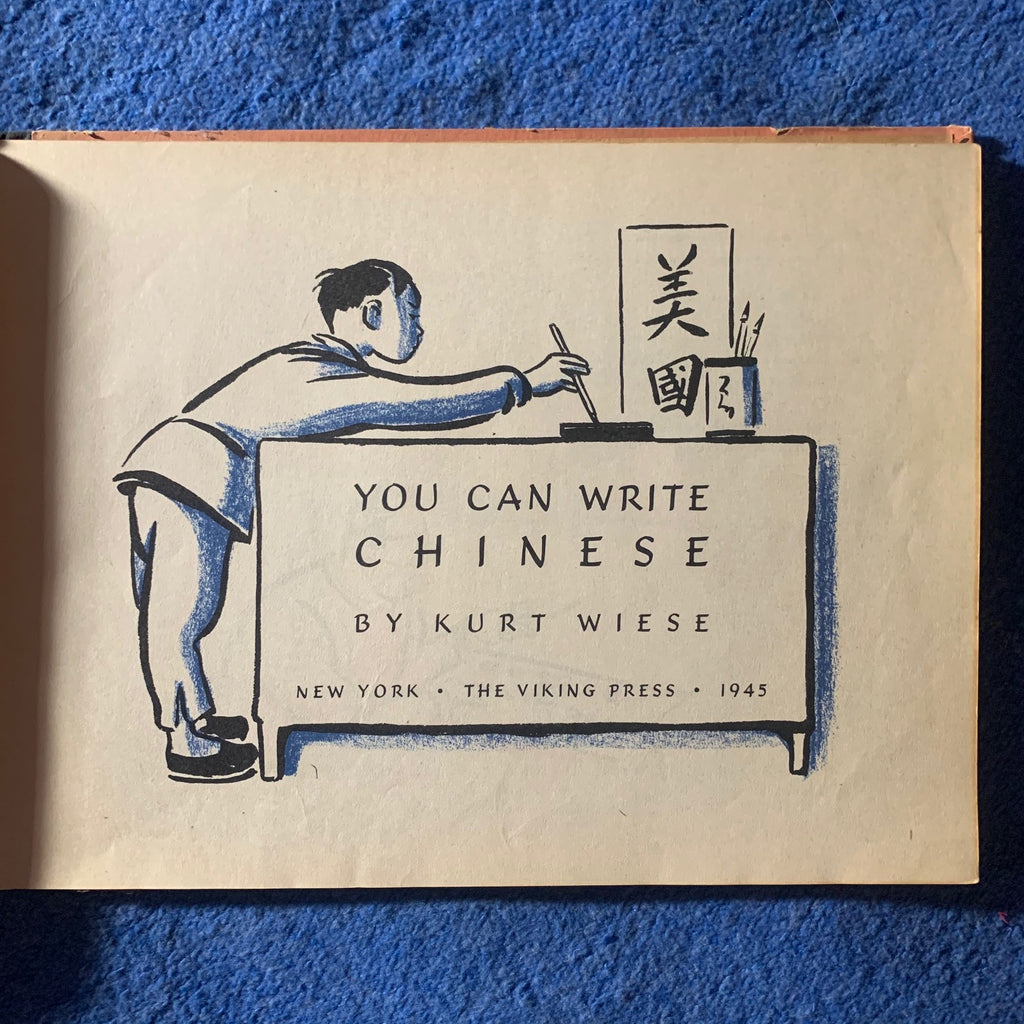 美
國
YOU CAN WRITE
CHINESE
BY KURT WIESE
NEW YORK • THE VIKING PRESS • 1945